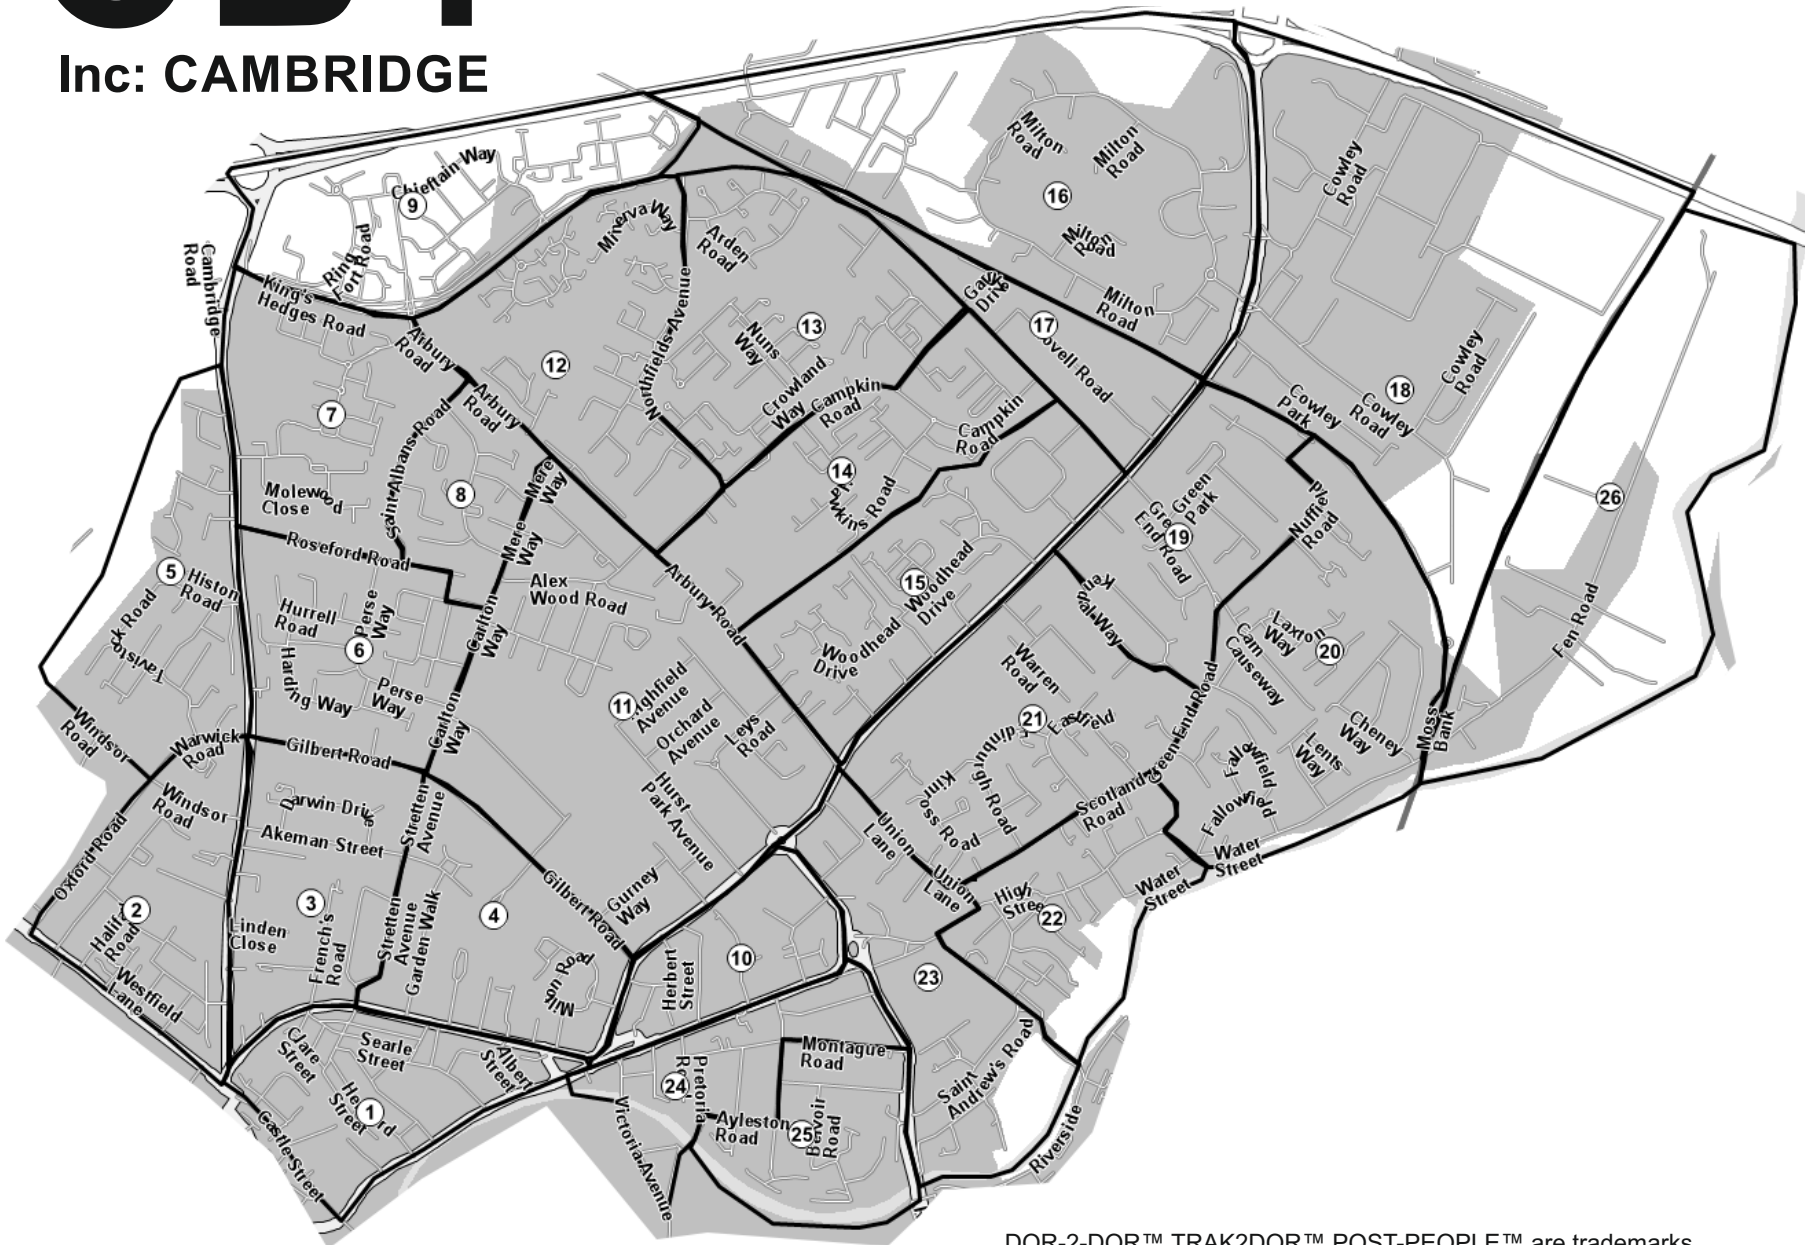 Inc: CAMBRIDGE
Chieftain Way
9
Ring
Fort Road
Cambridge
Road
King's
Hedges Road
Arbury
Road
Minerva Way
Arden
Road
Milton
Road
Milton
Road
16
Milton
Road
Cowley
Road
12
Northfields Avenue
Nuns
Way
13
Crowland
Way
Campkin
Road
Drive
17
Milton
Road
Lovell Road
Cowley
Park
18
Cowley
Road
Cowley
Road
7
Saint Albans Road
Arbury
Road
8
Mere
Way
Molewood
Close
14
Campkin
Road
Green
Park
19
End Road
Nuffield
Road
26
Roseford Road
Mere
Way
Alex
Wood Road
Arbury Road
15
Woodhead
Drive
Woodhead
Drive
Kendal Way
5
Histon
Road
Tavistock Road
Hurrell
Road
Perse
Way
6
Harding Way
Perse
Way
Carlton
Way
Carlton
Way
11
Highfield
Avenue
Orchard
Avenue
Leys
Road
Warren
Road
21
Eastfield
Laxton
Way
20
Cam
Causeway
Fen Road
Cheney
Way
Lents
Way
Moss
Bank
Windsor
Road
Warwick
Road
Gilbert Road
Windsor
Road
Darwin Drive
Akeman Street
Stretten
Avenue
Hurst
Park Avenue
Edinburgh Road
Kinross Road
Scotland
Road
Green End Road
Fallowfield
Fallowfield
Union
Lane
Union
Lane
Water
Street
Water
Street
Oxford Road
2
Halifax
Road
Westfield
Lane
3
Linden
Close
French's
Road
Stretten
Avenue
Garden Walk
4
Gilbert Road
Gurney
Way
Milton Road
Herbert
Street
10
High
Street
22
23
Clare
Street
Searle
Street
Albert
Street
Hertford
Street
1
Castle Street
24
Pretoria
Road
Victoria Avenue
Montague
Road
Aylestone
Road
25
Belvoir
Road
Saint
Andrew's Road
Riverside
DOR-2-DOR™ TRAK2DOR™ POST-PEOPLE™ are trademarks